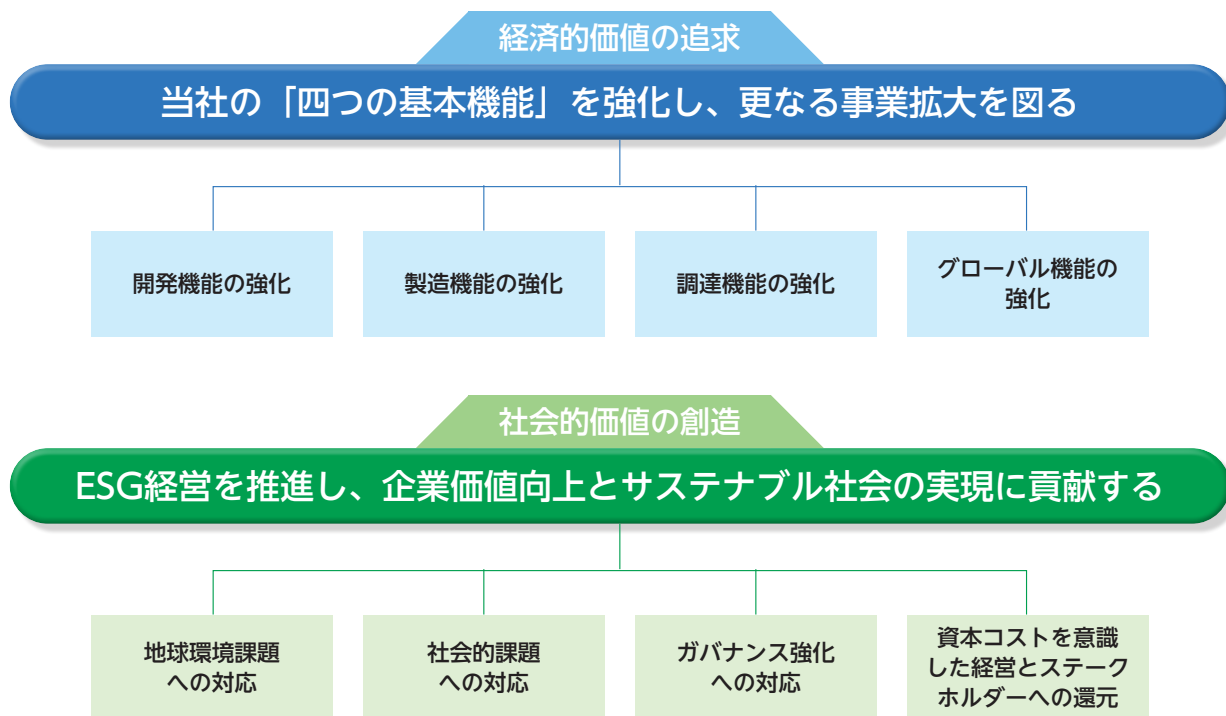 経済的価値の追求
当社の「四つの基本機能」を強化し、更なる事業拡大を図る
開発機能の強化
製造機能の強化
調達機能の強化
グローバル機能の
強化
社会的価値の創造
ESG経営を推進し、企業価値向上とサステナブル社会の実現に貢献する
地球環境課題
への対応
社会的課題
への対応
ガバナンス強化
への対応
資本コストを意識
した経営とステーク
ホルダーへの還元